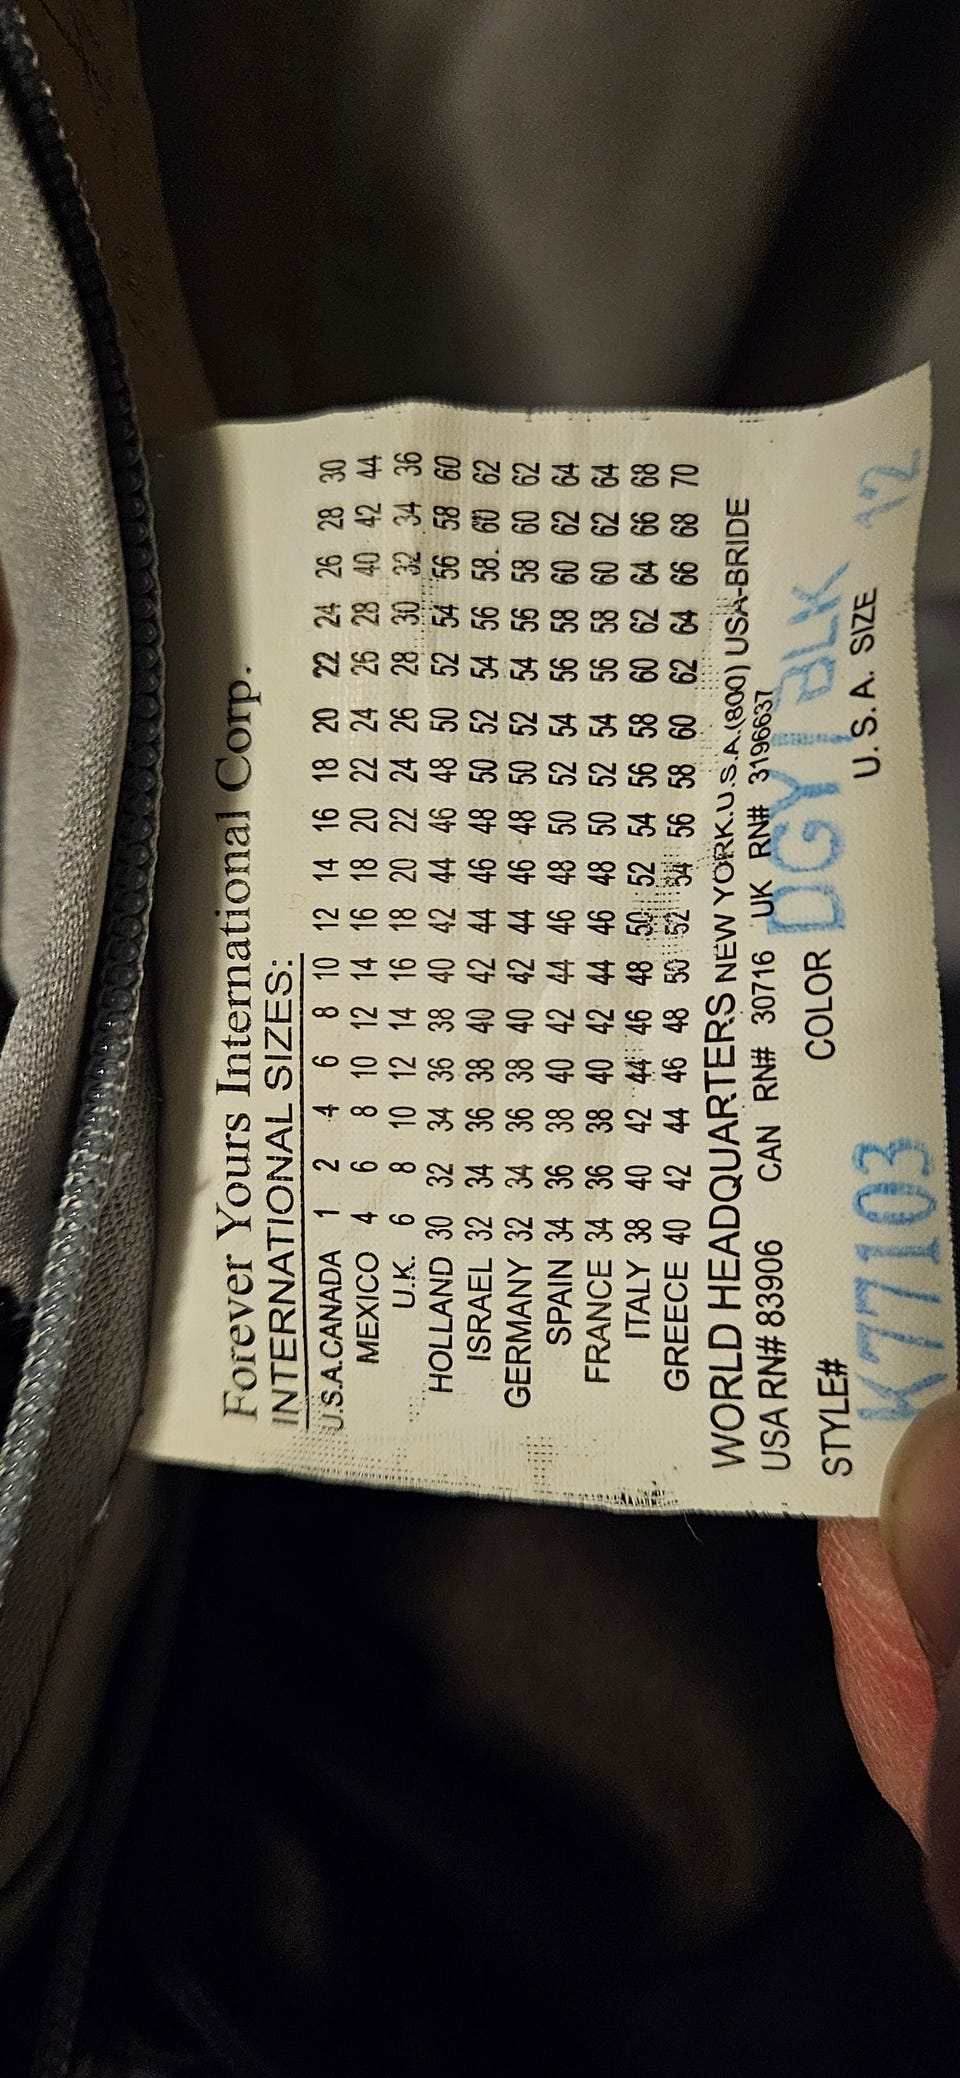 Forever Yours International Corp.
INTERNATIONAL SIZES:
U.S.A.CANADA 1 2 4 6 8 10 12 14 16 18 20 22 24 26 28 30
MEXICO 4 6 8 10 12 14 16 18 20 22 24 26 28 40 42 44
U.K. 6 8 10 12 14 16 18 20 22 24 26 28 30 32 34 36
HOLLAND 30 32 34 36 38 40 42 44 46 48 50 52 54 56 58 60
ISRAEL 32 34 36 38 40 42 44 46 48 50 52 54 56 58. 60 62
GERMANY 32 34 36 38 40 42 44 46 48 50 52 54 56 58 60 62
SPAIN 34 36 38 40 42 44 46 48 50 52 54 56 58 60 62 64
FRANCE 34 36 38 40 42 44 46 48 50 52 54 56 58 60 62 64
ITALY 38 40 42 44 46 48 50 52 54 56 58 60 62 64 66 68
GREECE 40 42 44 46 48 50 52 54 56 58 60 62 64 66 68 70
WORLD HEADQUARTERS NEW YORK.U.S.A.(800) USA-BRIDE
USA RN# 83906 CAN RN# 30716 UK RN# 3196637
STYLE# COLOR DGY/BLK
K77103 U.S.A. SIZE 12